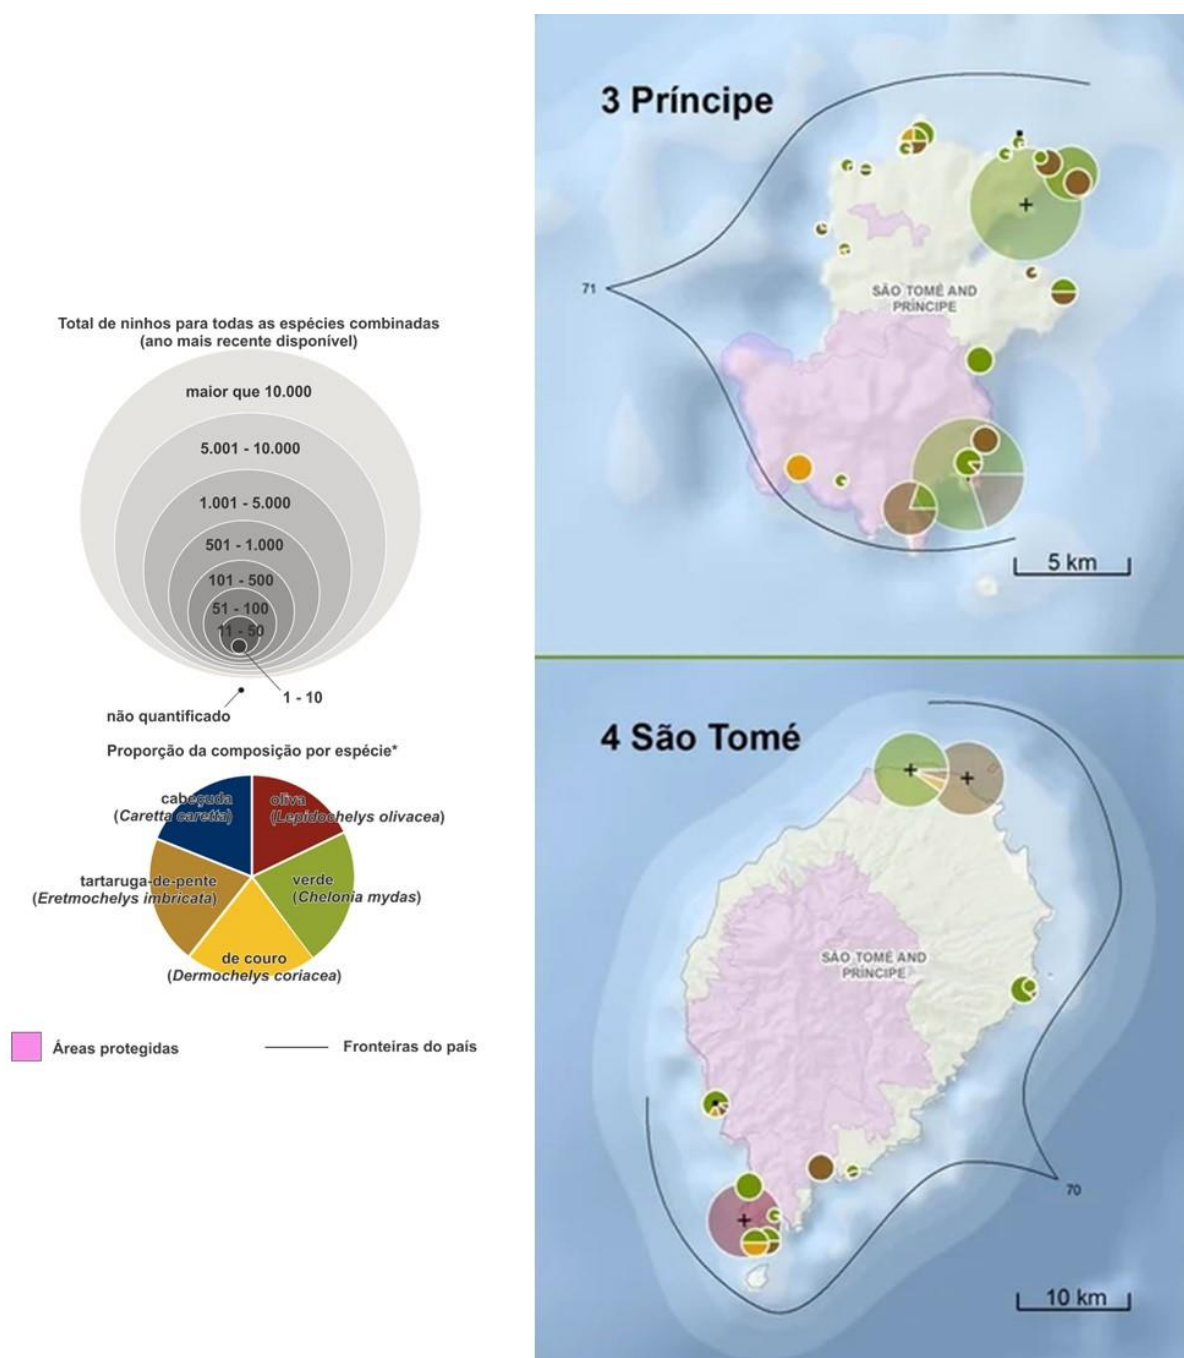 3 Príncipe
71
SÃO TOMÉ AND
PRÍNCIPE
5 km
Total de ninhos para todas as espécies combinadas
(ano mais recente disponível)
maior que 10.000
5.001 - 10.000
1.001 - 5.000
501 - 1.000
101 - 500
51 - 100
11 - 50
1 - 10
não quantificado
Proporção da composição por espécie*
cabeçuda
(Caretta caretta)
oliva
(Lepidochelys olivacea)
tartaruga-de-pente
(Eretmochelys imbricata)
verde
(Chelonia mydas)
de couro
(Dermochelys coriacea)
Áreas protegidas
Fronteiras do país
4 São Tomé
SÃO TOMÉ AND
PRÍNCIPE
70
10 km